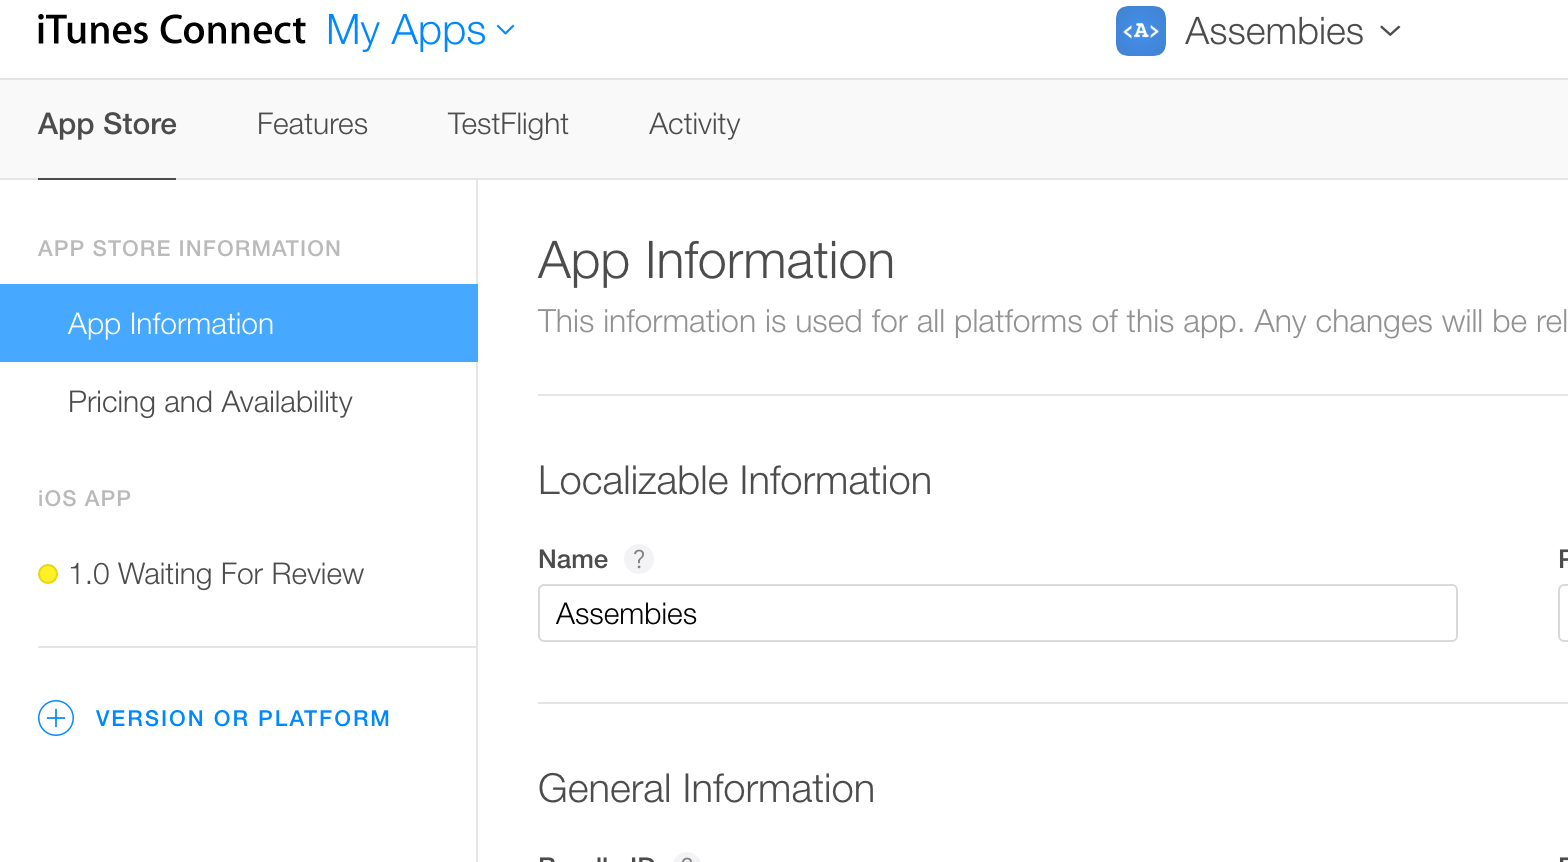 iTunes Connect My Apps
<A> Assembies
App Store Features TestFlight Activity
APP STORE INFORMATION
App Information
Pricing and Availability
iOS APP
1.0 Waiting For Review
VERSION OR PLATFORM
App Information
This information is used for all platforms of this app. Any changes will be rel
Localizable Information
Name ?
Assembies
General Information